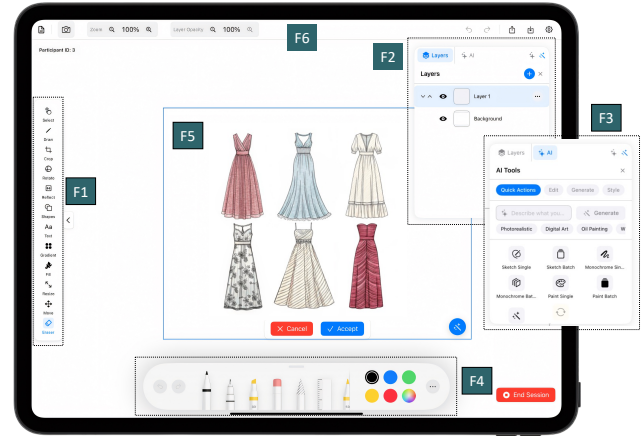 Zoom 100%
Layer Opacity 100%
F6
Participant ID: 3
F2
Layers AI
Layers
Layer 1
Background
F3
Layers AI
AI Tools
Quick Actions Edit Generate Style
Describe what you... Generate
Photorealistic Digital Art Oil Painting W
Sketch Single Sketch Batch Monochrome Sin...
Monochrome Bat... Paint Single Paint Batch
F1
Select
Draw
Crop
Rotate
Reflect
Shapes
Aa
Text
Gradient
Fill
Resize
Move
Eraser
F5
Cancel Accept
F4
End Session